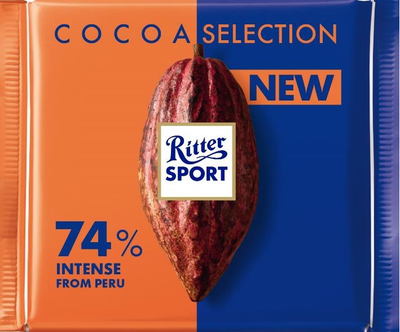 COCOA SELECTION
NEW
Ritter
SPORT
74%
INTENSE
FROM PERU